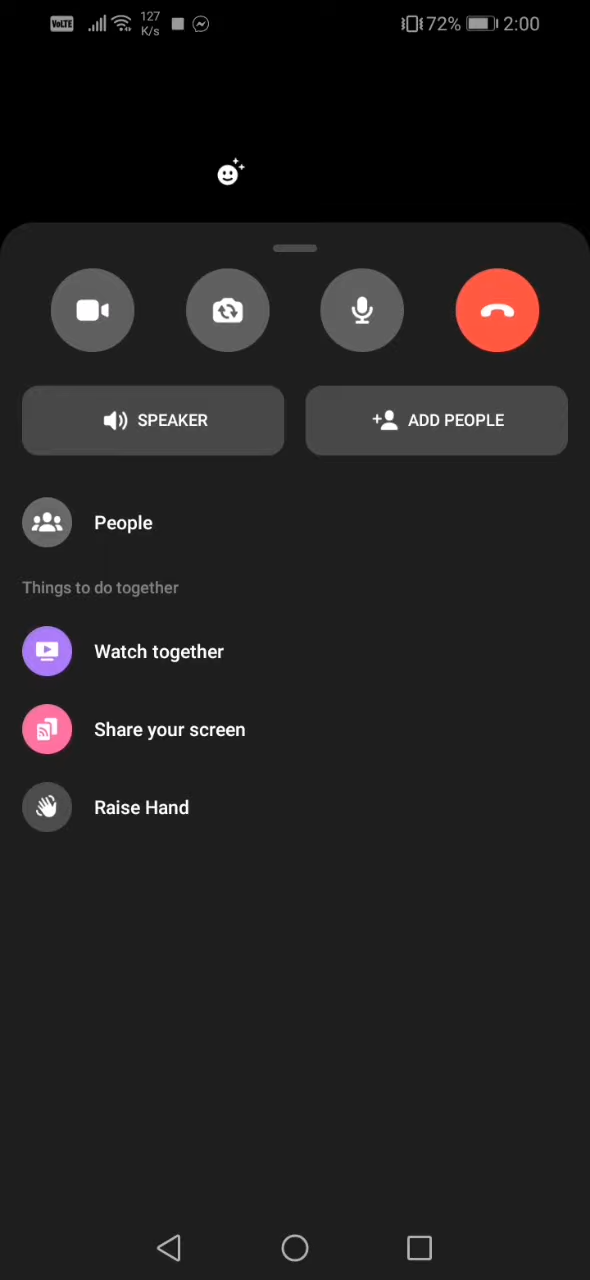 VoLTE 127 K/s 72% 2:00
SPEAKER
ADD PEOPLE
People
Things to do together
Watch together
Share your screen
Raise Hand